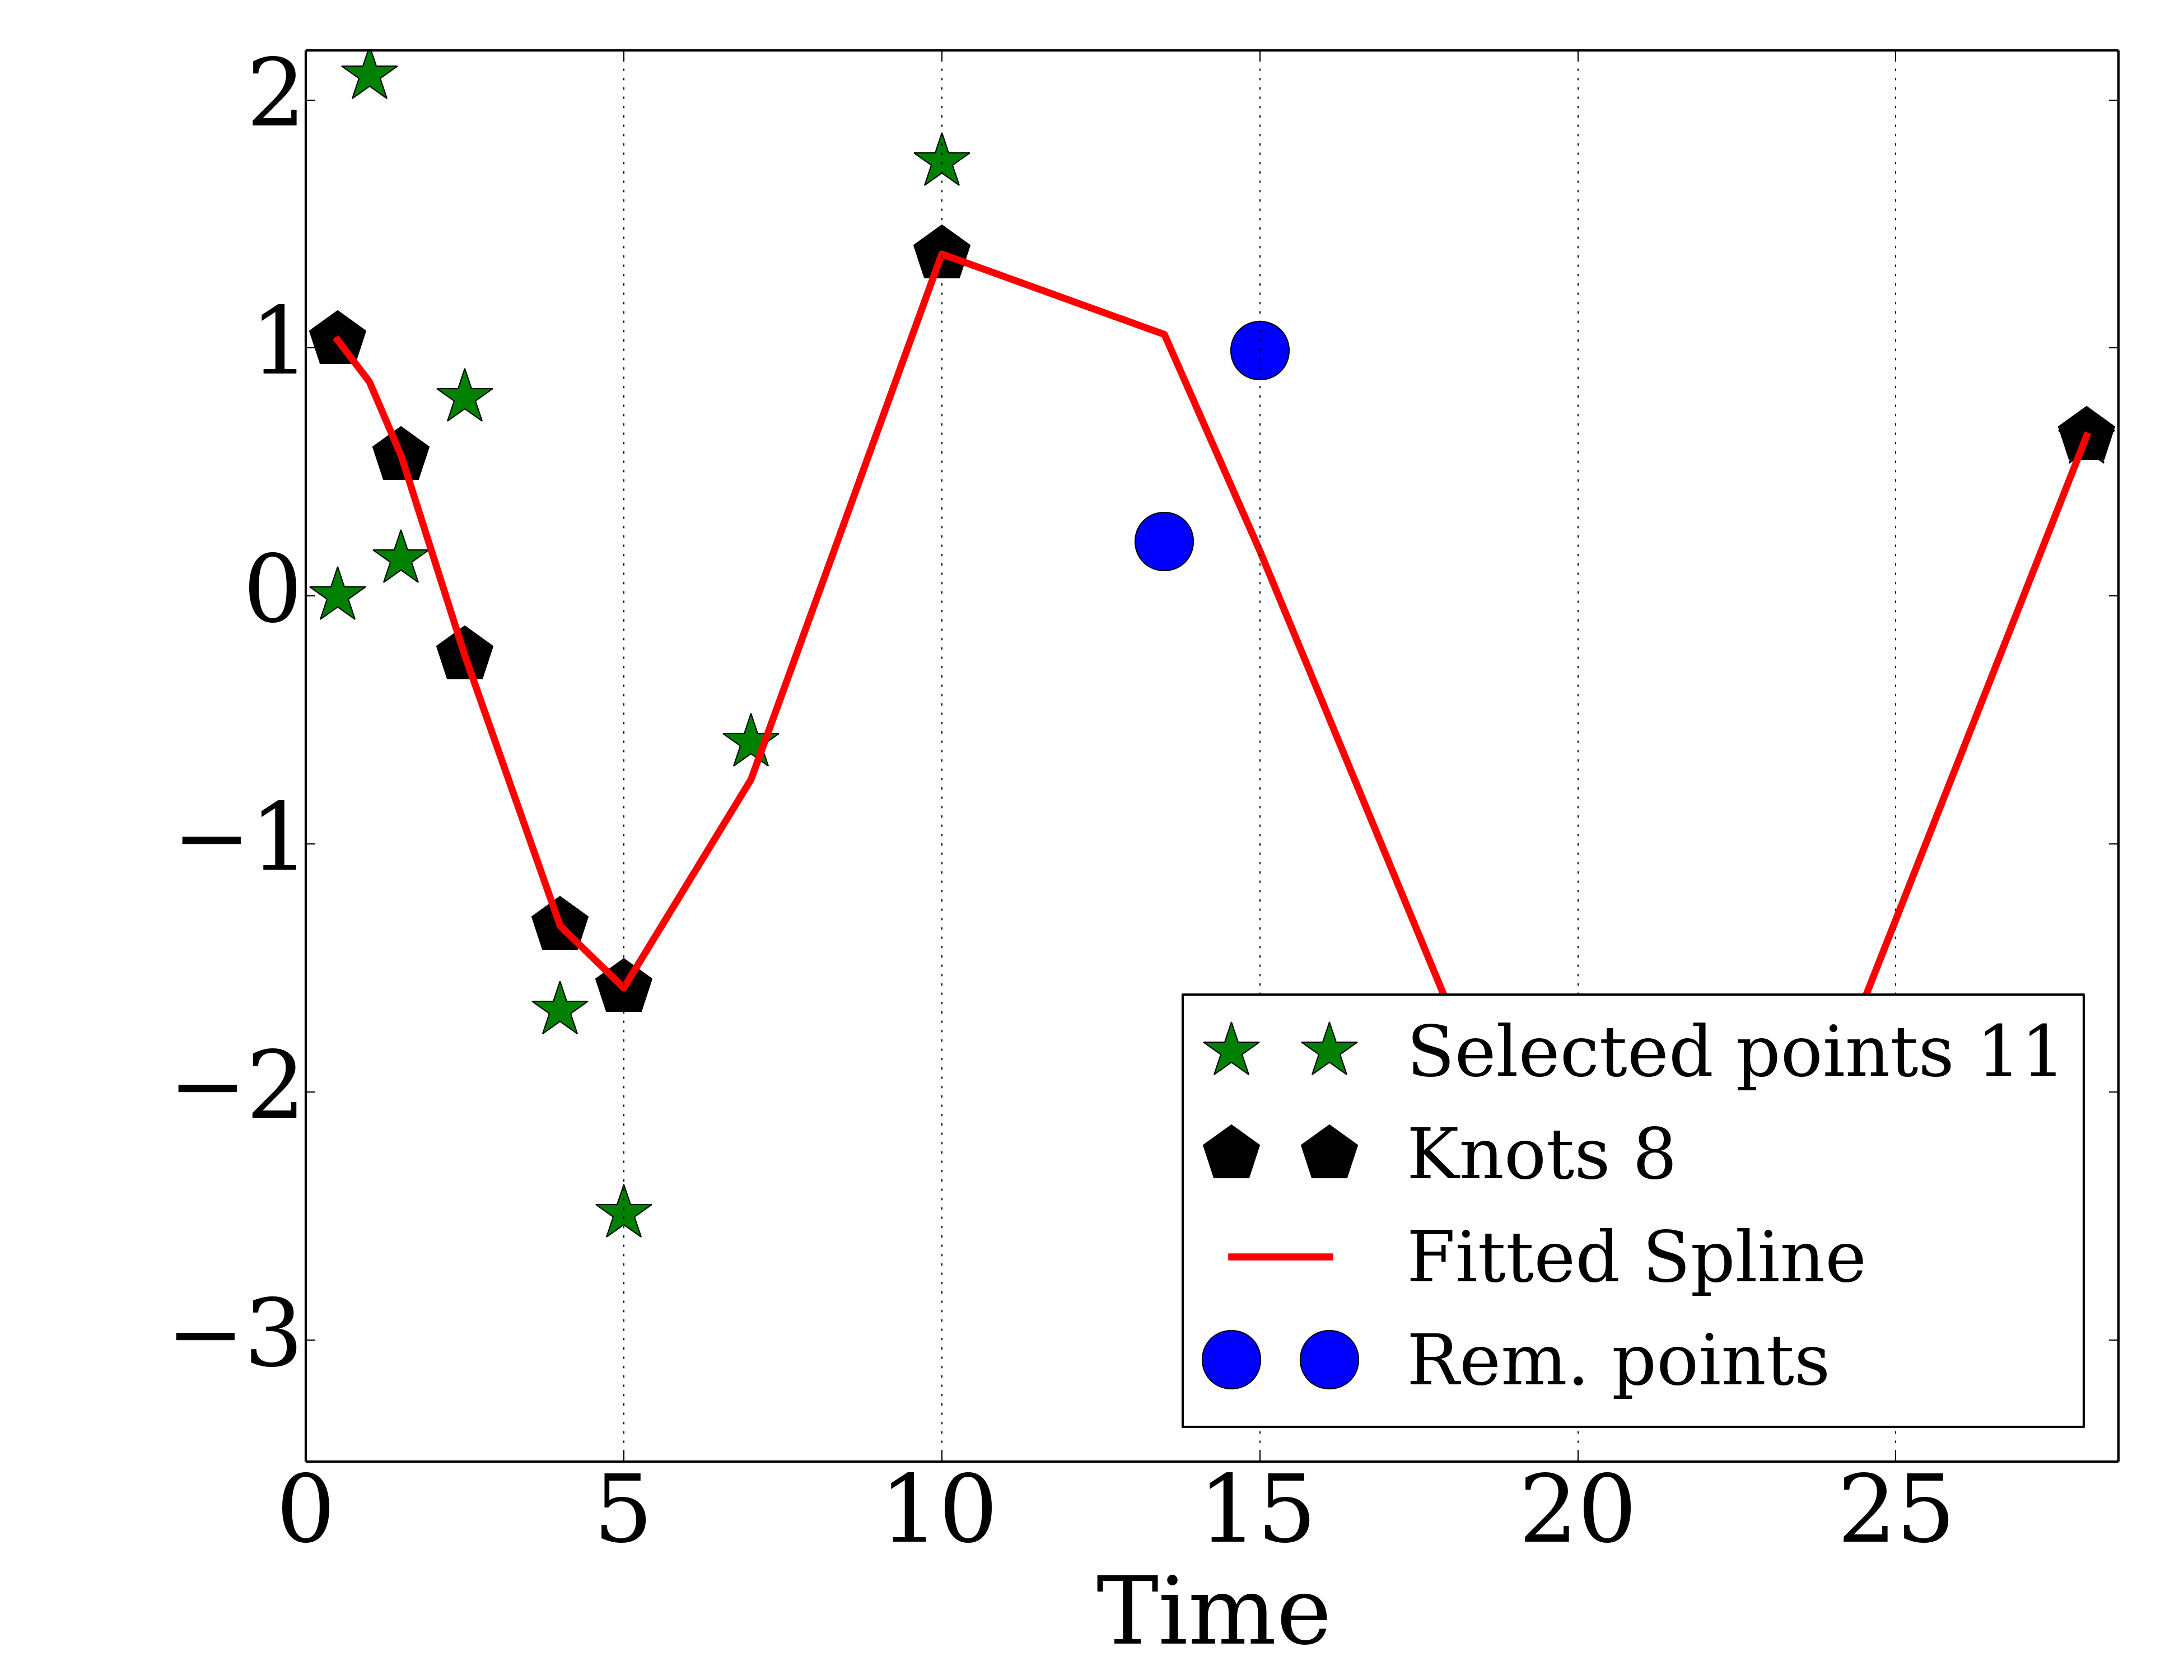 2
1
0
−1
−2
−3
0 5 10 15 20 25
Time
Selected points 11
Knots 8
Fitted Spline
Rem. points